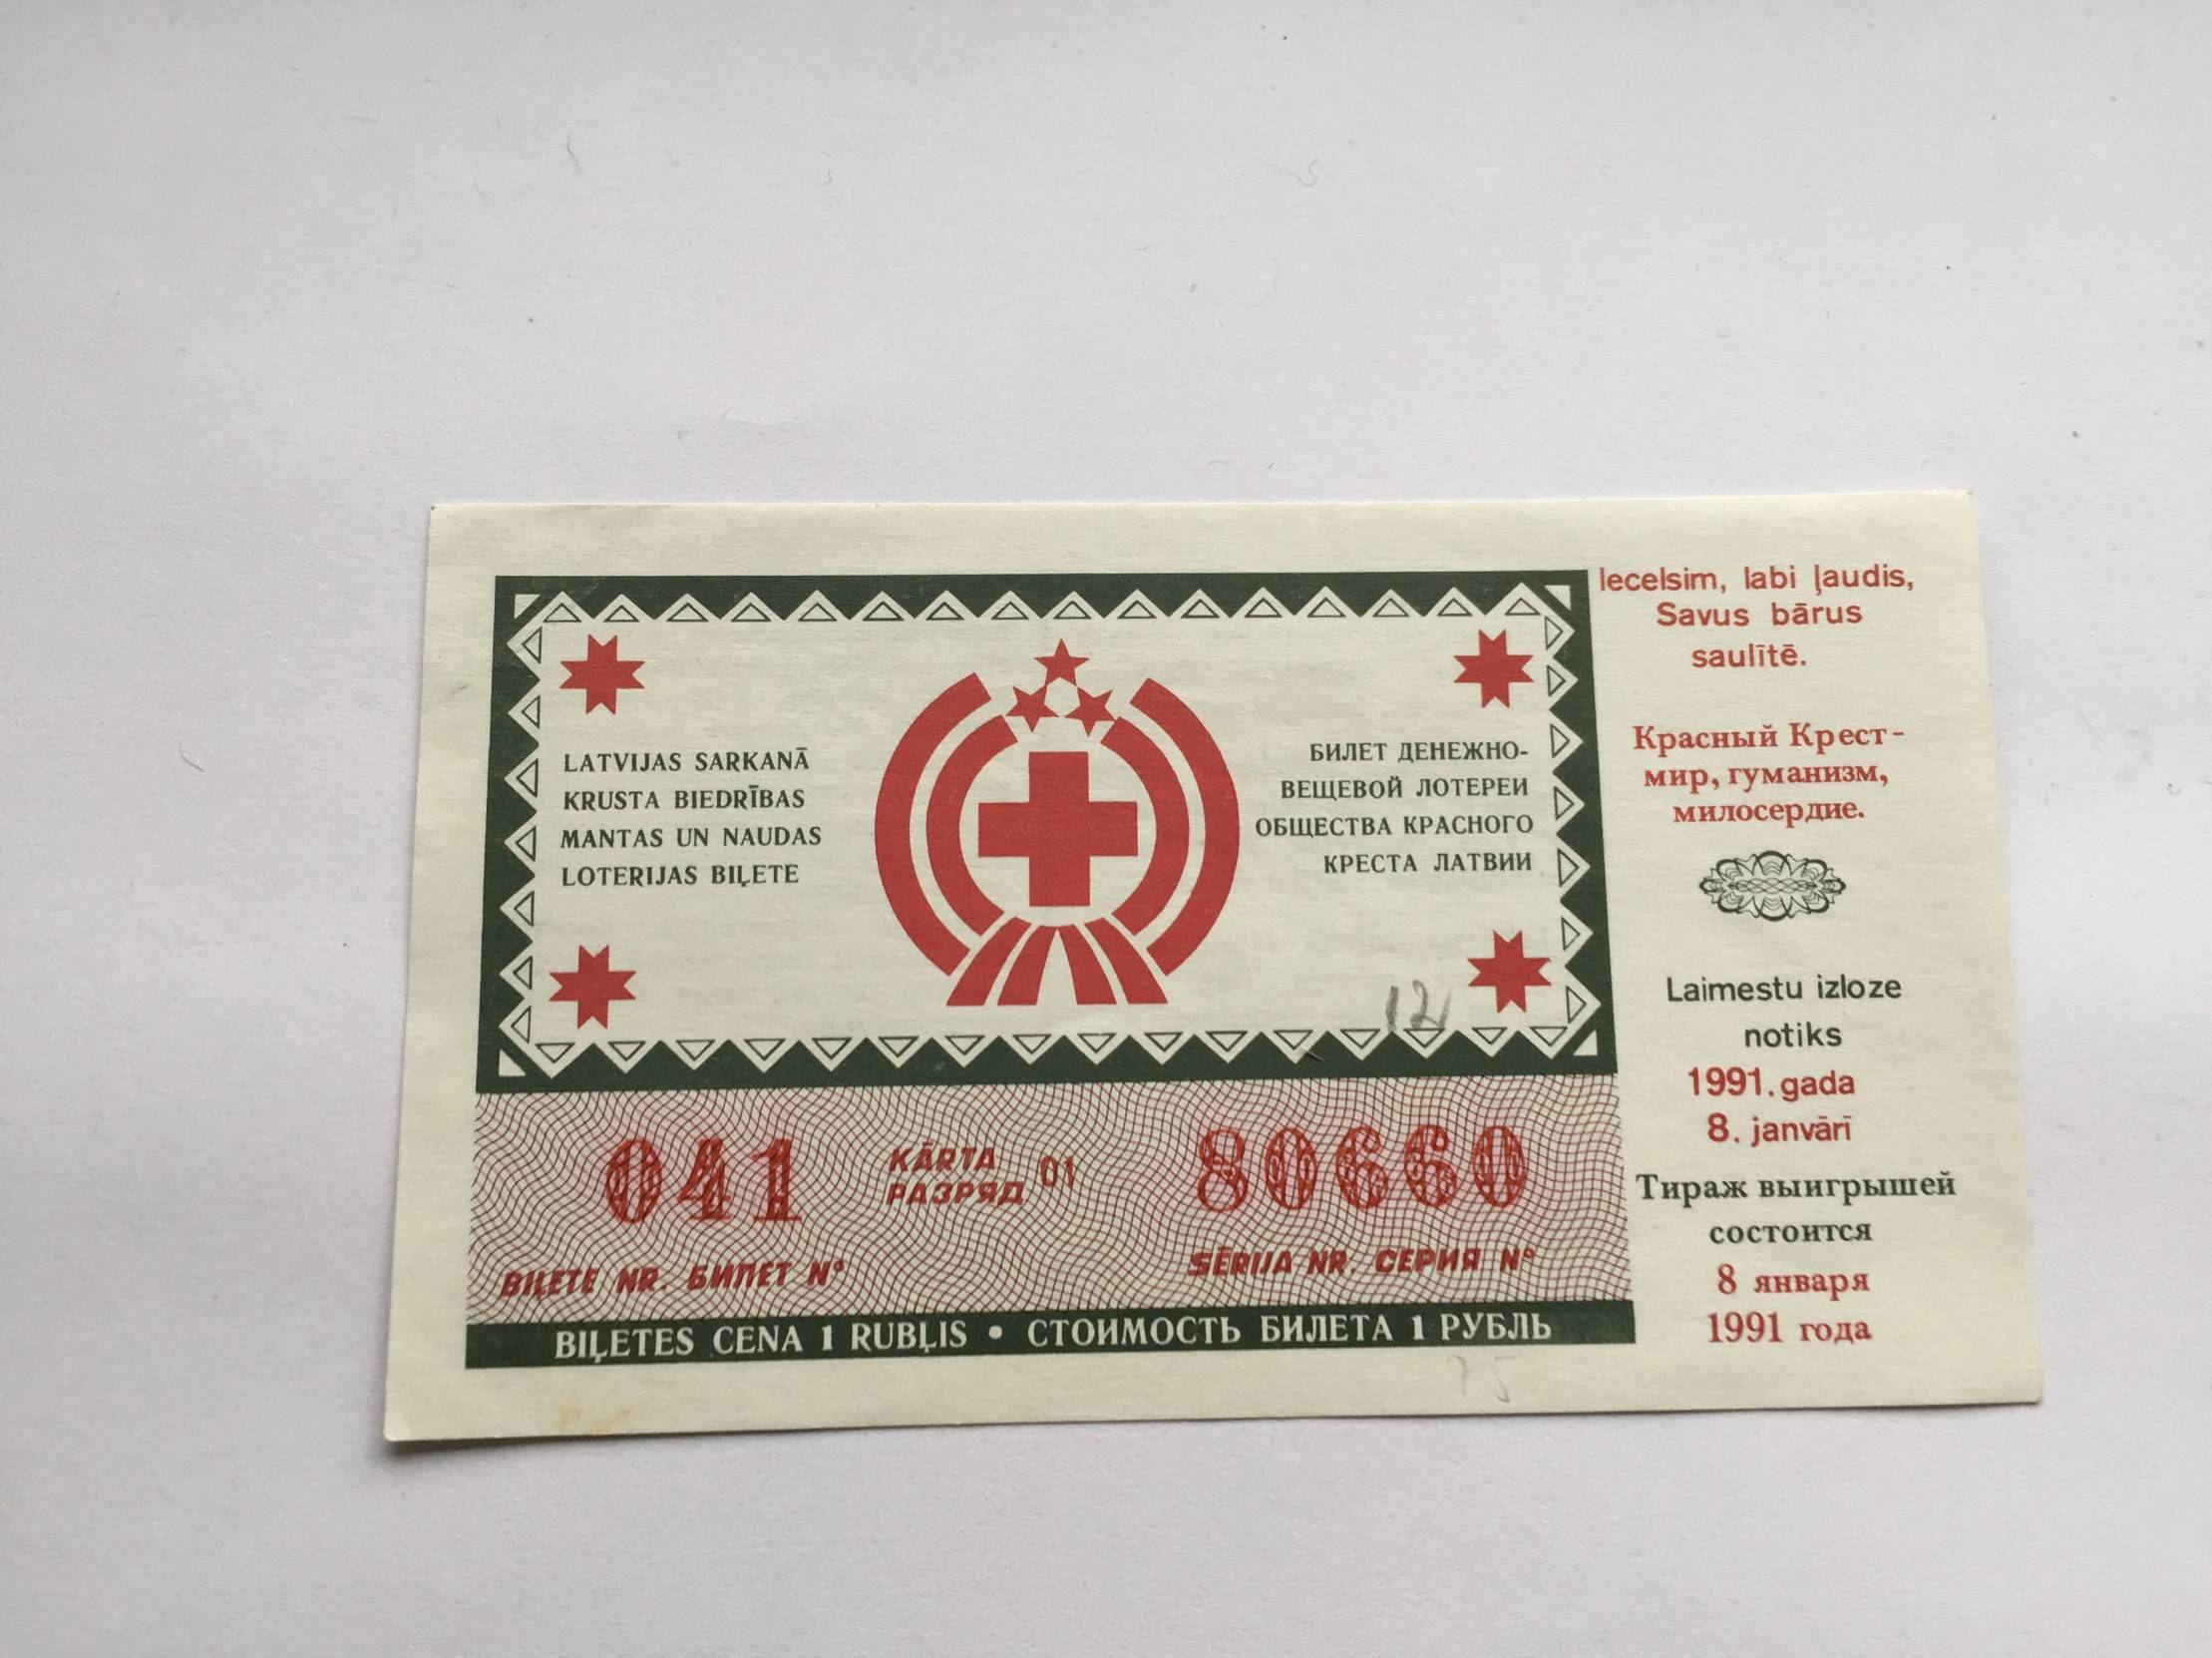 LATVIJAS SARKANĀ
KRUSTA BIEDRĪBAS
MANTAS UN NAUDAS
LOTERIJAS BIĻETE
БИЛЕТ ДЕНЕЖНО-
ВЕЩЕВОЙ ЛОТЕРЕИ
ОБЩЕСТВА КРАСНОГО
КРЕСТА ЛАТВИИ
12
041
KĀRTA
РАЗРЯД
01
80660
BIĻETE NR. БИЛЕТ N°
SĒRIJA NR. СЕРИЯ N°
BIĻETES CENA 1 RUBLIS • СТОИМОСТЬ БИЛЕТА 1 РУБЛЬ
Iecelsim, labi ļaudis,
Savus bārus
saulītē.
Красный Крест-
мир, гуманизм,
милосердие.
Laimestu izloze
notiks
1991. gada
8. janvārī
Тираж выигрышей
состоится
8 января
1991 года